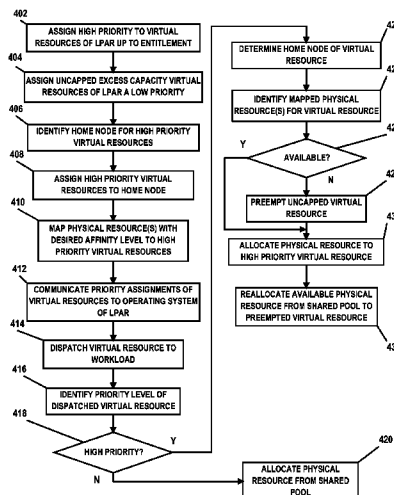 402
ASSIGN HIGH PRIORITY TO VIRTUAL
RESOURCES OF LPAR UP TO ENTITLEMENT
404
ASSIGN UNCAPPED EXCESS CAPACITY VIRTUAL
RESOURCES OF LPAR A LOW PRIORITY
406
IDENTIFY HOME NODE FOR HIGH PRIORITY
VIRTUAL RESOURCES
408
ASSIGN HIGH PRIORITY VIRTUAL
RESOURCES TO HOME NODE
410
MAP PHYSICAL RESOURCE(S) WITH
DESIRED AFFINITY LEVEL TO HIGH
PRIORITY VIRTUAL RESOURCES
412
COMMUNICATE PRIORITY ASSIGNMENTS OF
VIRTUAL RESOURCES TO OPERATING SYSTEM
OF LPAR
414
DISPATCH VIRTUAL RESOURCE TO
WORKLOAD
416
IDENTIFY PRIORITY LEVEL OF
DISPATCHED VIRTUAL RESOURCE
418
HIGH PRIORITY?
Y
N
420
ALLOCATE PHYSICAL
RESOURCE FROM SHARED
POOL
42
DETERMINE HOME NODE OF VIRTUAL
RESOURCE
42
IDENTIFY MAPPED PHYSICAL
RESOURCE(S) FOR VIRTUAL RESOURCE
42
AVAILABLE?
Y
N
42
PREEMPT UNCAPPED VIRTUAL
RESOURCE
43
ALLOCATE PHYSICAL RESOURCE TO
HIGH PRIORITY VIRTUAL RESOURCE
REALLOCATE AVAILABLE PHYSICAL
RESOURCE FROM SHARED POOL TO
PREEMPTED VIRTUAL RESOURCE
43